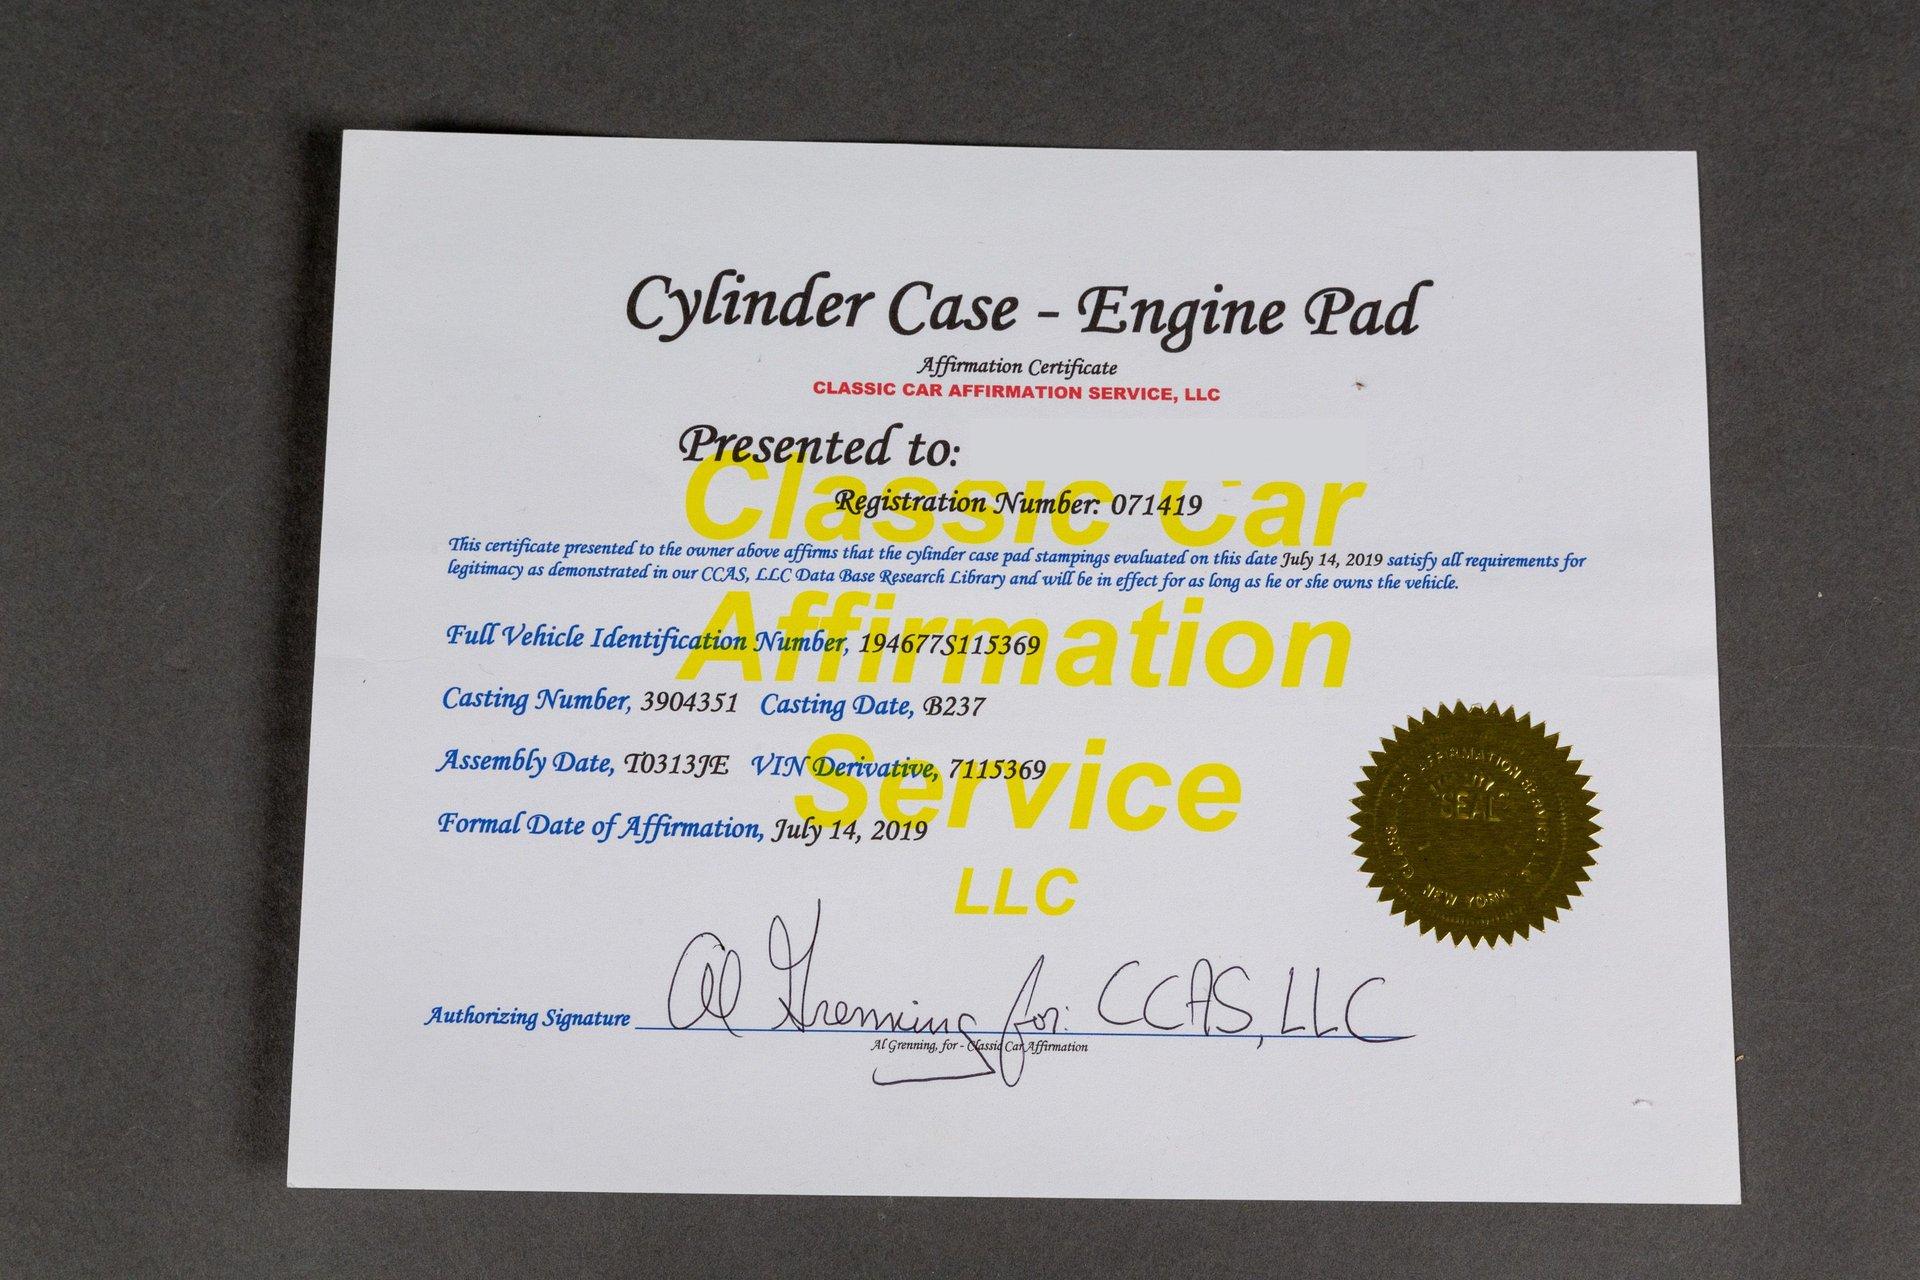 Cylinder Case - Engine Pad
Affirmation Certificate
CLASSIC CAR AFFIRMATION SERVICE, LLC
Presented to:
Registration Number: 071419
This certificate presented to the owner above affirms that the cylinder case pad stampings evaluated on this date July 14, 2019 satisfy all requirements for
legitimacy as demonstrated in our CCAS, LLC Data Base Research Library and will be in effect for as long as he or she owns the vehicle.
Full Vehicle Identification Number, 194677S115369
Casting Number, 3904351 Casting Date, B237
Assembly Date, T0313JE VIN Derivative, 7115369
Formal Date of Affirmation, July 14, 2019
Classic Car
Affirmation
Service
LLC
CLASSIC CAR AFFIRMATION SERVICE LLC
SEAL
NEW YORK
Authorizing Signature Al Grenning for: CCAS, LLC
Al Grenning, for - Classic Car Affirmation